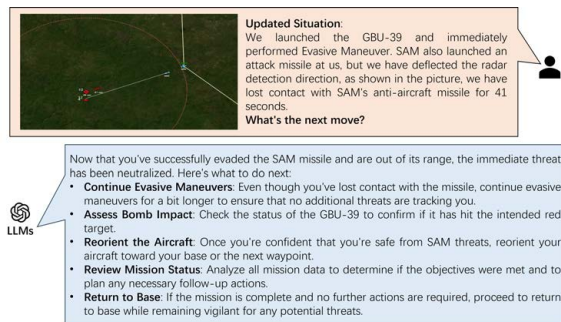 Updated Situation:
We launched the GBU-39 and immediately
performed Evasive Maneuver. SAM also launched an
attack missile at us, but we have deflected the radar
detection direction, as shown in the picture, we have
lost contact with SAM's anti-aircraft missile for 41
seconds.
What's the next move?
Now that you've successfully evaded the SAM missile and are out of its range, the immediate threat
has been neutralized. Here's what to do next:
• Continue Evasive Maneuvers: Even though you've lost contact with the missile, continue evasive
maneuvers for a bit longer to ensure that no additional threats are tracking you.
• Assess Bomb Impact: Check the status of the GBU-39 to confirm if it has hit the intended red
target.
• Reorient the Aircraft: Once you're confident that you're safe from SAM threats, reorient your
aircraft toward your base or the next waypoint.
• Review Mission Status: Analyze all mission data to determine if the objectives were met and to
plan any necessary follow-up actions.
• Return to Base: If the mission is complete and no further actions are required, proceed to return
to base while remaining vigilant for any potential threats.
LLMs